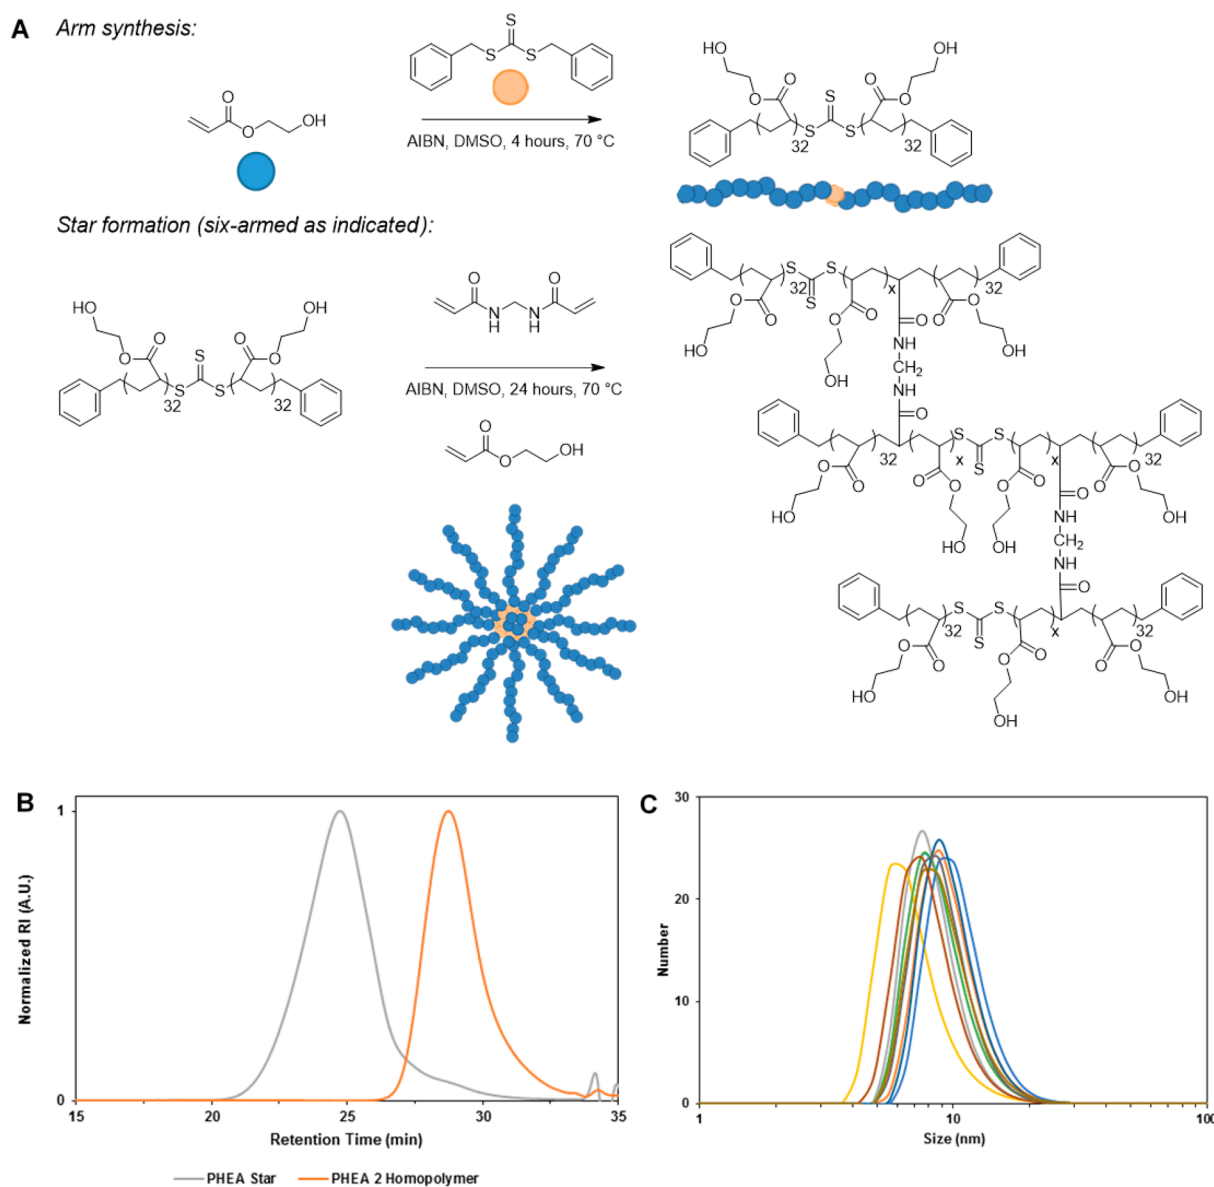 A
Arm synthesis:
S
S
S
O
O
OH
AIBN, DMSO, 4 hours, 70 °C
HO
OH
O
O
O
O
S
S
S
32
32
Star formation (six-armed as indicated):
HO
OH
O
O
O
O
S
S
S
32
32
O
O
N
H
N
H
AIBN, DMSO, 24 hours, 70 °C
O
O
OH
S
S
S
32
x
32
O
O
O
O
O
O
O
HO
OH
HO
NH
CH2
NH
O
S
S
S
32
x
x
32
O
O
O
O
O
O
O
O
O
HO
OH
HO
OH
OH
NH
CH2
NH
O
S
S
S
32
x
32
O
O
O
O
O
O
HO
OH
OH
B
1
0
Normalized RI (A.U.)
15
20
25
30
35
Retention Time (min)
PHEA Star
PHEA 2 Homopolymer
C
30
20
10
0
Number
1
10
100
Size (nm)